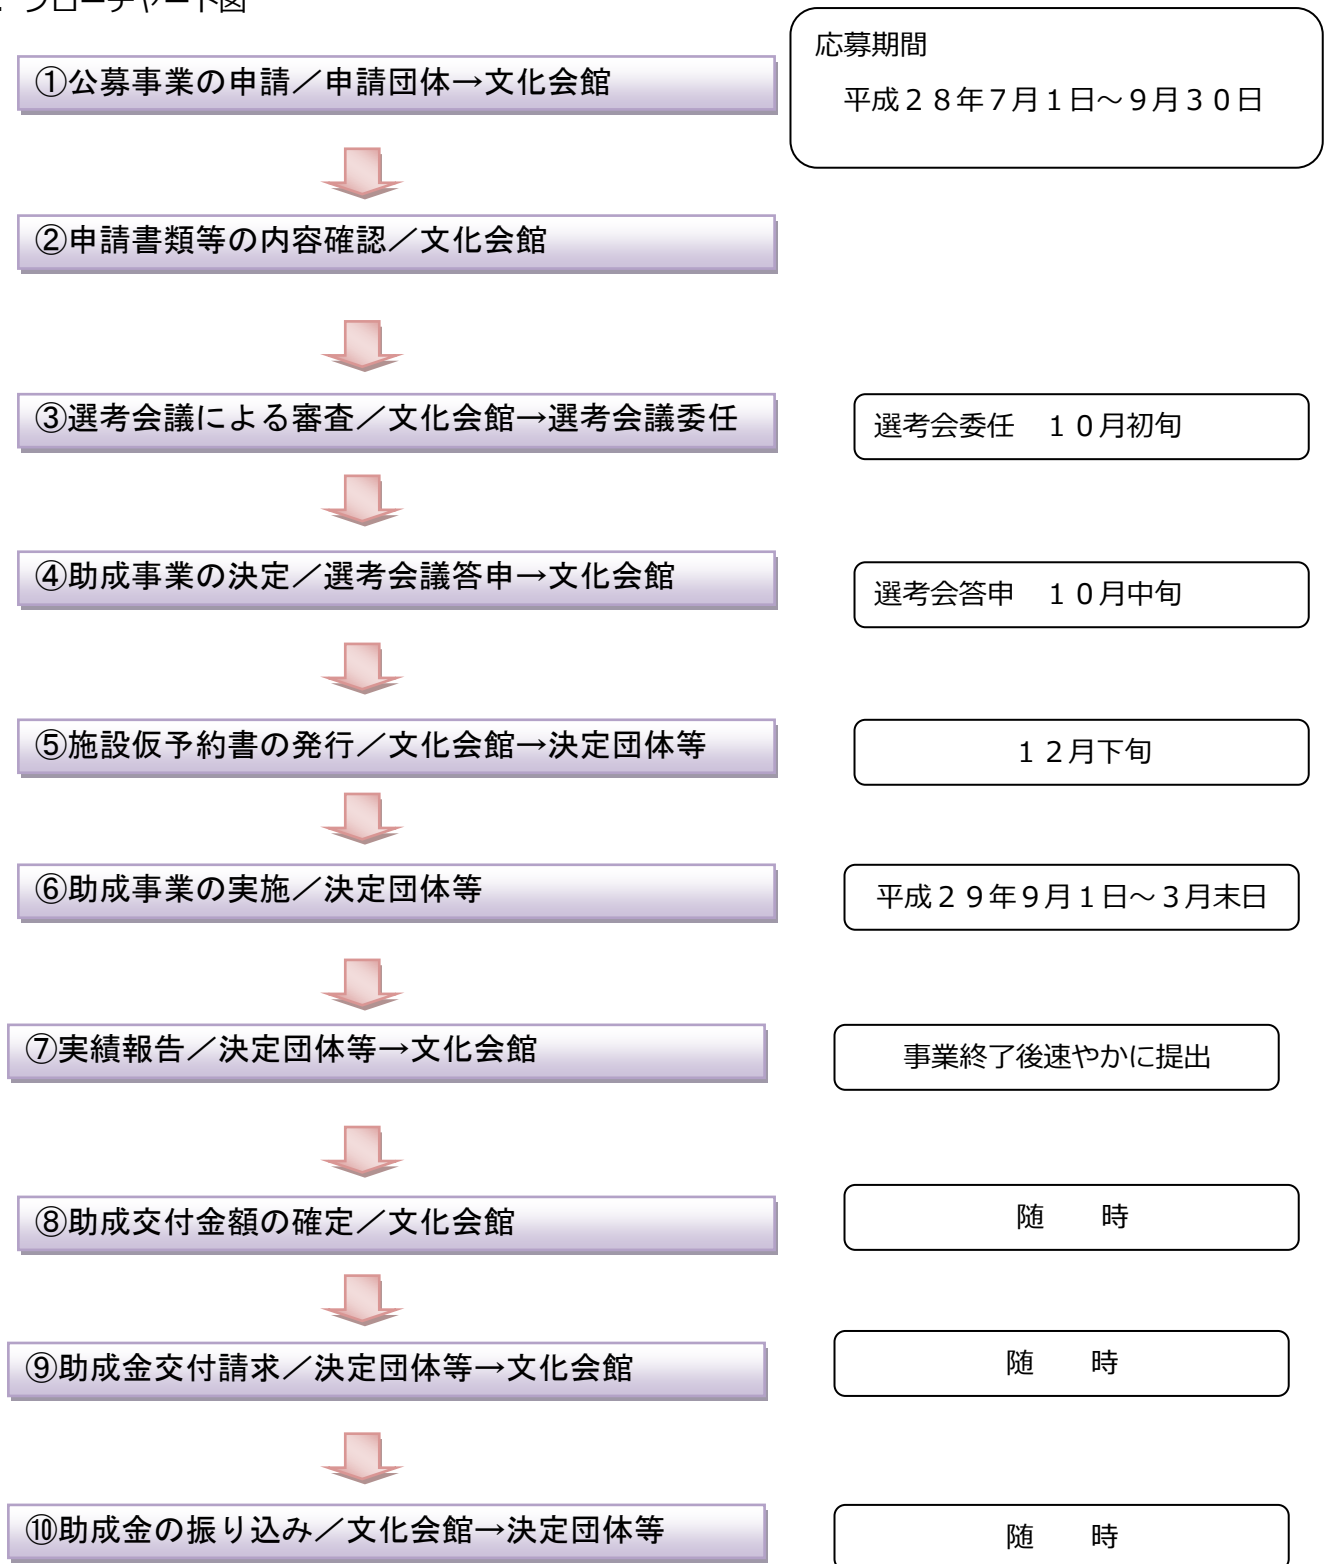 . フローチャート図
応募期間
平成２８年７月１日～９月３０日
①公募事業の申請／申請団体→文化会館
②申請書類等の内容確認／文化会館
③選考会議による審査／文化会館→選考会議委任
選考会委任　１０月初旬
④助成事業の決定／選考会議答申→文化会館
選考会答申　１０月中旬
⑤施設仮予約書の発行／文化会館→決定団体等
１２月下旬
⑥助成事業の実施／決定団体等
平成２９年９月１日～３月末日
⑦実績報告／決定団体等→文化会館
事業終了後速やかに提出
⑧助成交付金額の確定／文化会館
随　　時
⑨助成金交付請求／決定団体等→文化会館
随　　時
⑩助成金の振り込み／文化会館→決定団体等
随　　時